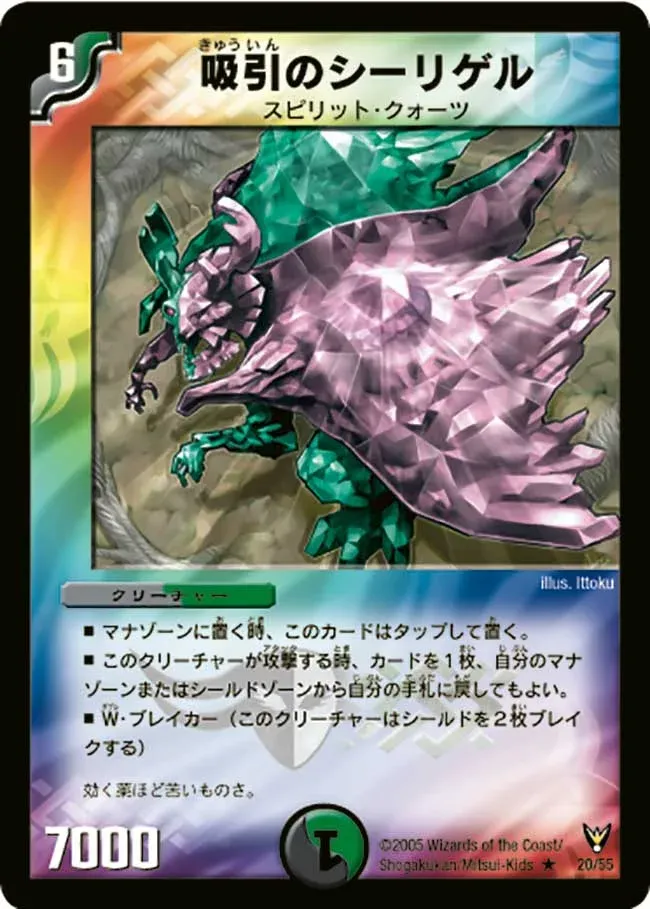 6
きゅういん
吸引のシーリゲル
スピリット・クォーツ
illus. Ittoku
クリーチャー
■ マナゾーンに置く時、このカードはタップして置く。
■ このクリーチャーが攻撃する時、カードを1枚、自分のマナ
ゾーンまたはシールドゾーンから自分の手札に戻してもよい。
■ W・ブレイカー（このクリーチャーはシールドを2枚ブレイ
クする）
効く薬ほど苦いものさ。
7000
1
©2005 Wizards of the Coast/
Shogakukan/Mitsui-Kids ★ 20/55